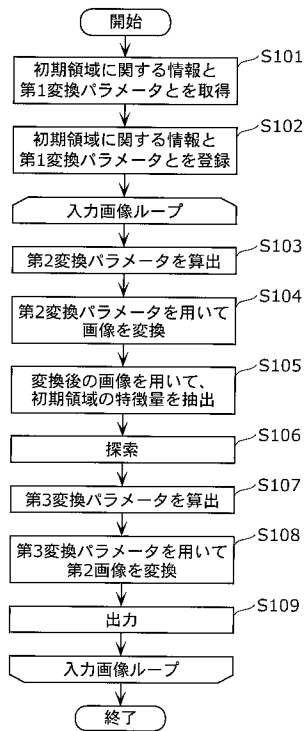 開始
S101
初期領域に関する情報と
第1変換パラメータとを取得
S102
初期領域に関する情報と
第1変換パラメータとを登録
入力画像ループ
S103
第2変換パラメータを算出
S104
第2変換パラメータを用いて
画像を変換
S105
変換後の画像を用いて、
初期領域の特徴量を抽出
S106
探索
S107
第3変換パラメータを算出
S108
第3変換パラメータを用いて
第2画像を変換
S109
出力
入力画像ループ
終了